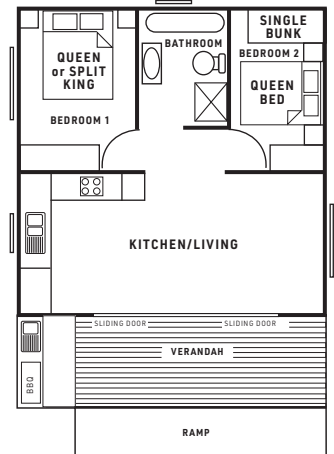 QUEEN
or SPLIT
KING
BEDROOM 1
BATHROOM
SINGLE
BUNK
BEDROOM 2
QUEEN
BED
KITCHEN/LIVING
SLIDING DOOR
SLIDING DOOR
VERANDAH
BBQ
RAMP